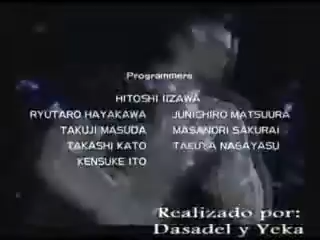 Programmers
HITOSHI IIZAWA
RYUTARO HAYAKAWA JUNICHIRO MATSUURA
TAKUJI MASUDA MASANORI SAKURAI
TAKASHI KATO TAKUYA NAGAYASU
KENSUKE ITO
Realizado por:
Dasadel y Yeka